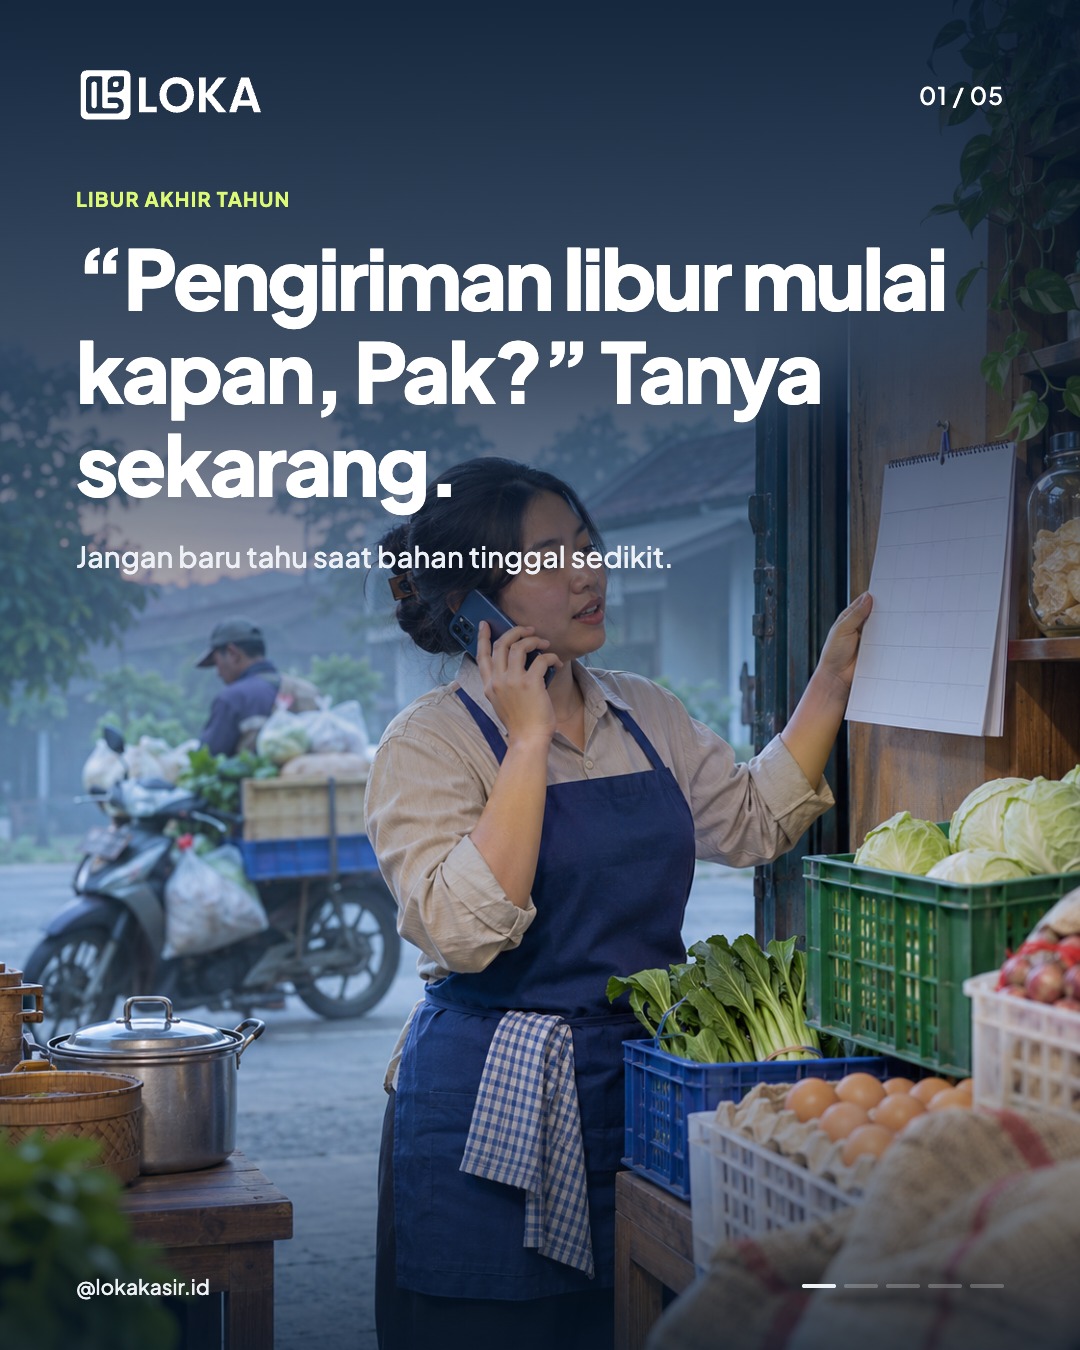 LOKA
01 / 05
LIBUR AKHIR TAHUN
“Pengiriman libur mulai
kapan, Pak?” Tanya
sekarang.
Jangan baru tahu saat bahan tinggal sedikit.
@lokakasir.id